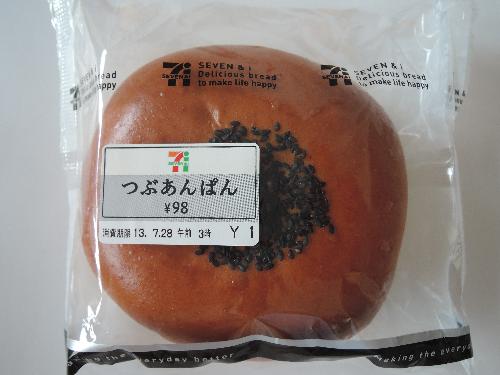 SEVEN & i
Delicious bread
to make life happy
SEVEN & i
Delicious bread
to make life happy
bread
happy
つぶあんぱん
¥98
消費期限 13. 7.28 午前 3時 Y 1
the everyday better
making the everyday